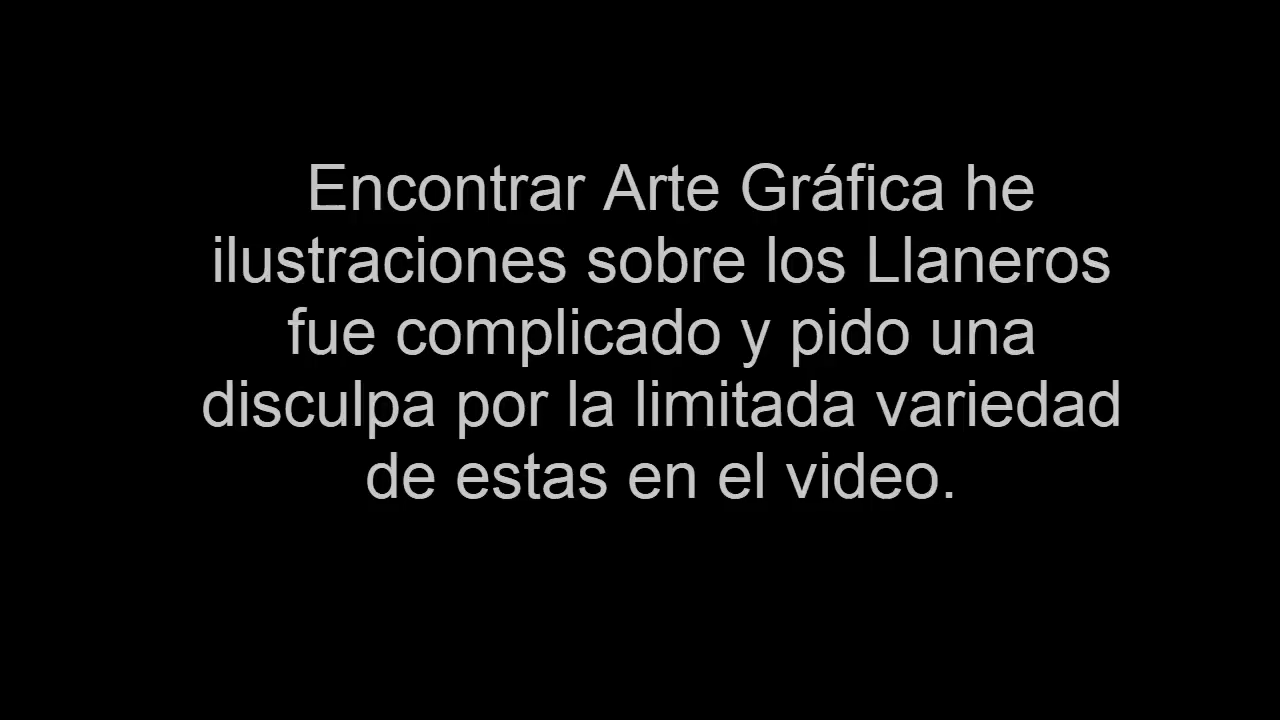 Encontrar Arte Gráfica he
ilustraciones sobre los Llaneros
fue complicado y pido una
disculpa por la limitada variedad
de estas en el video.